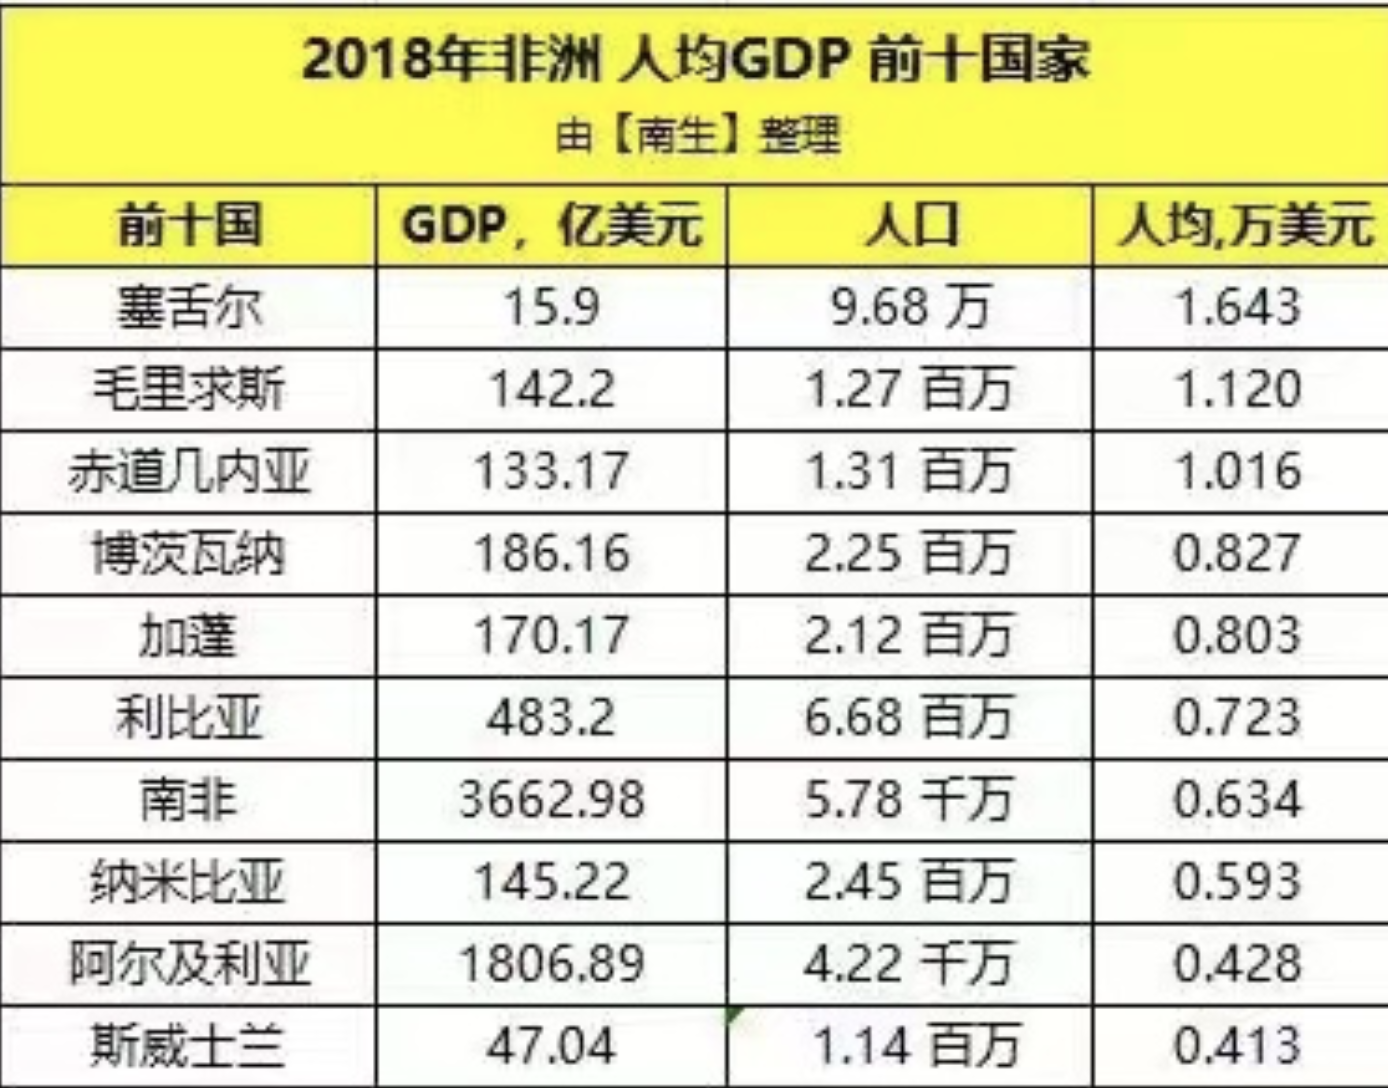 2018年非洲 人均GDP 前十国家
由【南生】整理
前十国 GDP，亿美元 人口 人均,万美元
塞舌尔 15.9 9.68 万 1.643
毛里求斯 142.2 1.27 百万 1.120
赤道几内亚 133.17 1.31 百万 1.016
博茨瓦纳 186.16 2.25 百万 0.827
加蓬 170.17 2.12 百万 0.803
利比亚 483.2 6.68 百万 0.723
南非 3662.98 5.78 千万 0.634
纳米比亚 145.22 2.45 百万 0.593
阿尔及利亚 1806.89 4.22 千万 0.428
斯威士兰 47.04 1.14 百万 0.413